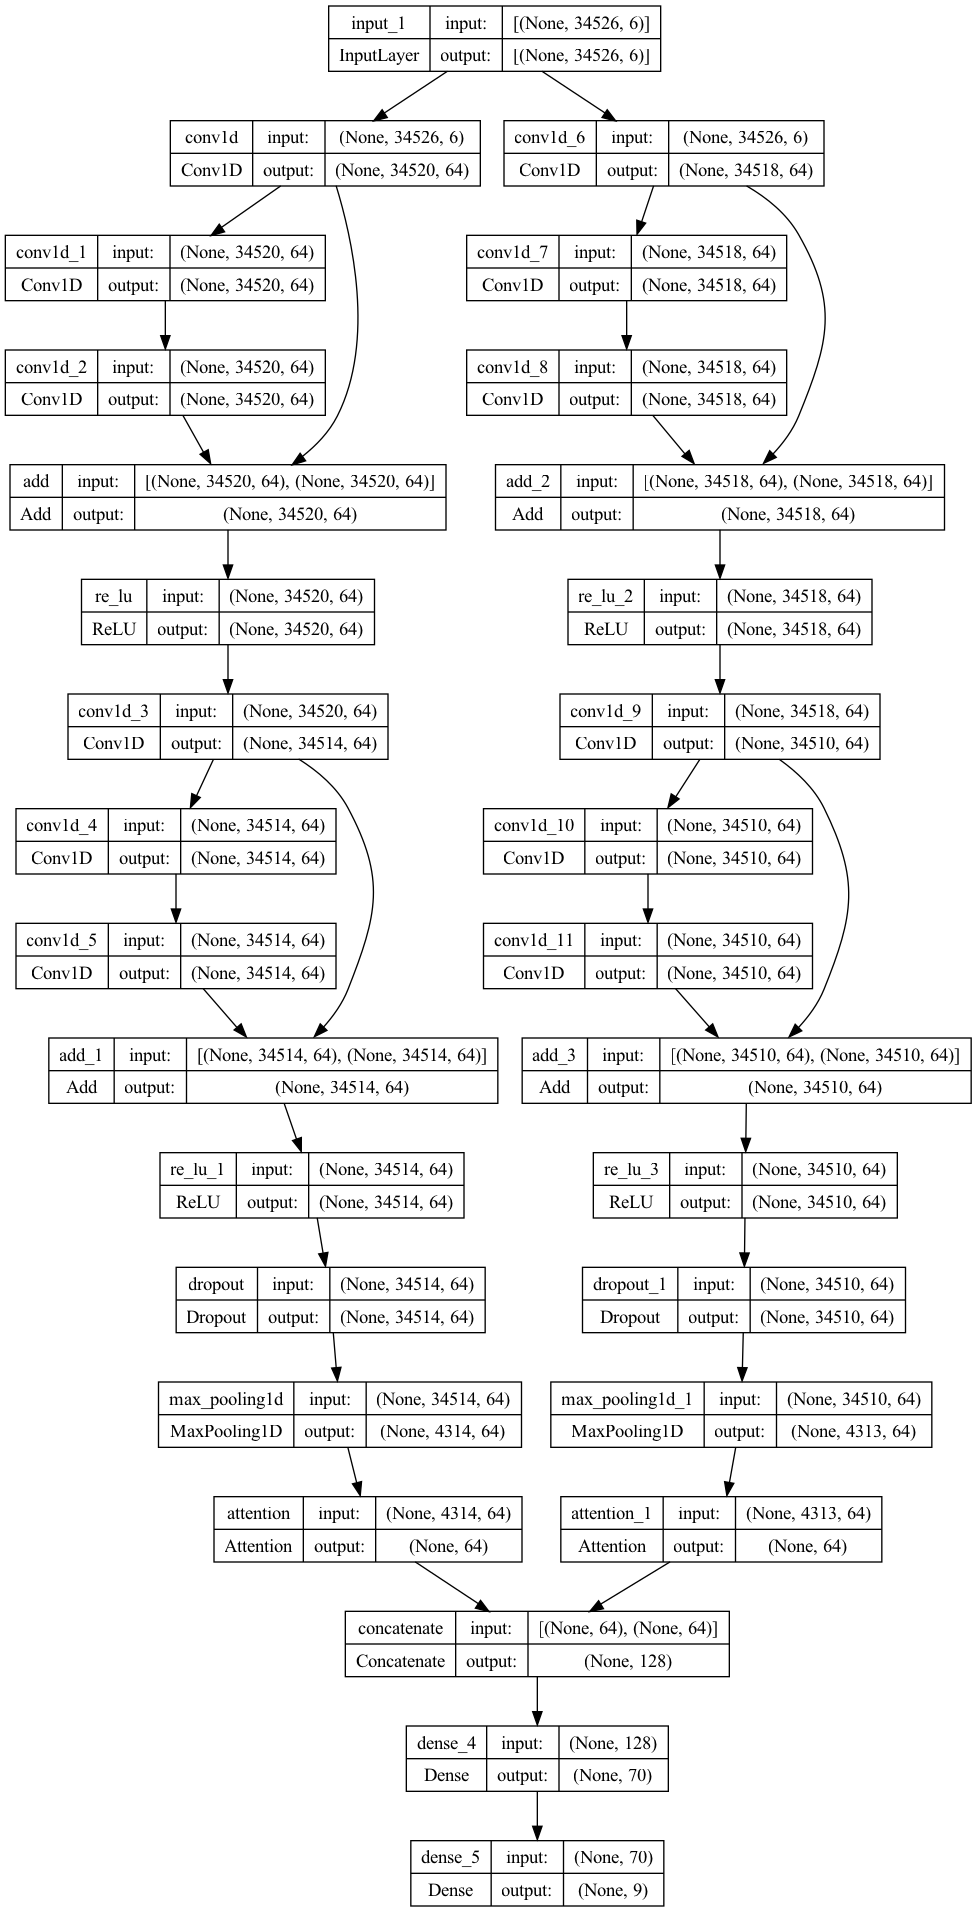 input_1 input: [(None, 34526, 6)]
InputLayer output: [(None, 34526, 6)]
conv1d input: (None, 34526, 6)
Conv1D output: (None, 34520, 64)
conv1d_6 input: (None, 34526, 6)
Conv1D output: (None, 34518, 64)
conv1d_1 input: (None, 34520, 64)
Conv1D output: (None, 34520, 64)
conv1d_7 input: (None, 34518, 64)
Conv1D output: (None, 34518, 64)
conv1d_2 input: (None, 34520, 64)
Conv1D output: (None, 34520, 64)
conv1d_8 input: (None, 34518, 64)
Conv1D output: (None, 34518, 64)
add input: [(None, 34520, 64), (None, 34520, 64)]
Add output: (None, 34520, 64)
add_2 input: [(None, 34518, 64), (None, 34518, 64)]
Add output: (None, 34518, 64)
re_lu input: (None, 34520, 64)
ReLU output: (None, 34520, 64)
re_lu_2 input: (None, 34518, 64)
ReLU output: (None, 34518, 64)
conv1d_3 input: (None, 34520, 64)
Conv1D output: (None, 34514, 64)
conv1d_9 input: (None, 34518, 64)
Conv1D output: (None, 34510, 64)
conv1d_4 input: (None, 34514, 64)
Conv1D output: (None, 34514, 64)
conv1d_10 input: (None, 34510, 64)
Conv1D output: (None, 34510, 64)
conv1d_5 input: (None, 34514, 64)
Conv1D output: (None, 34514, 64)
conv1d_11 input: (None, 34510, 64)
Conv1D output: (None, 34510, 64)
add_1 input: [(None, 34514, 64), (None, 34514, 64)]
Add output: (None, 34514, 64)
add_3 input: [(None, 34510, 64), (None, 34510, 64)]
Add output: (None, 34510, 64)
re_lu_1 input: (None, 34514, 64)
ReLU output: (None, 34514, 64)
re_lu_3 input: (None, 34510, 64)
ReLU output: (None, 34510, 64)
dropout input: (None, 34514, 64)
Dropout output: (None, 34514, 64)
dropout_1 input: (None, 34510, 64)
Dropout output: (None, 34510, 64)
max_pooling1d input: (None, 34514, 64)
MaxPooling1D output: (None, 4314, 64)
max_pooling1d_1 input: (None, 34510, 64)
MaxPooling1D output: (None, 4313, 64)
attention input: (None, 4314, 64)
Attention output: (None, 64)
attention_1 input: (None, 4313, 64)
Attention output: (None, 64)
concatenate input: [(None, 64), (None, 64)]
Concatenate output: (None, 128)
dense_4 input: (None, 128)
Dense output: (None, 70)
dense_5 input: (None, 70)
Dense output: (None, 9)